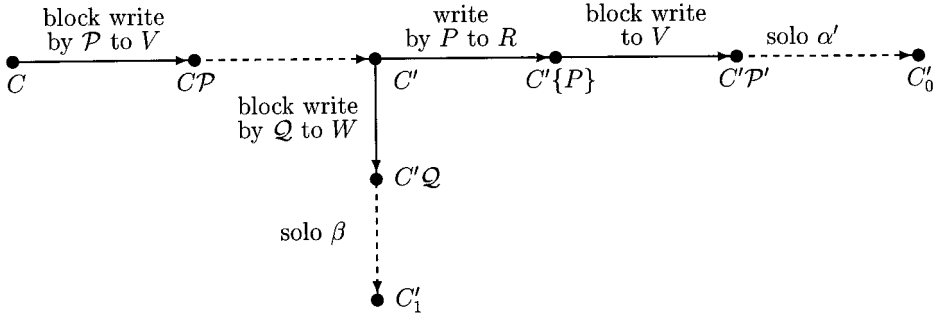 block write
by 𝒫 to V
write
by P to R
block write
to V
solo α′
C
C𝒫
C′
C′{P}
C′𝒫′
C′₀
block write
by 𝒬 to W
C′𝒬
solo β
C′₁